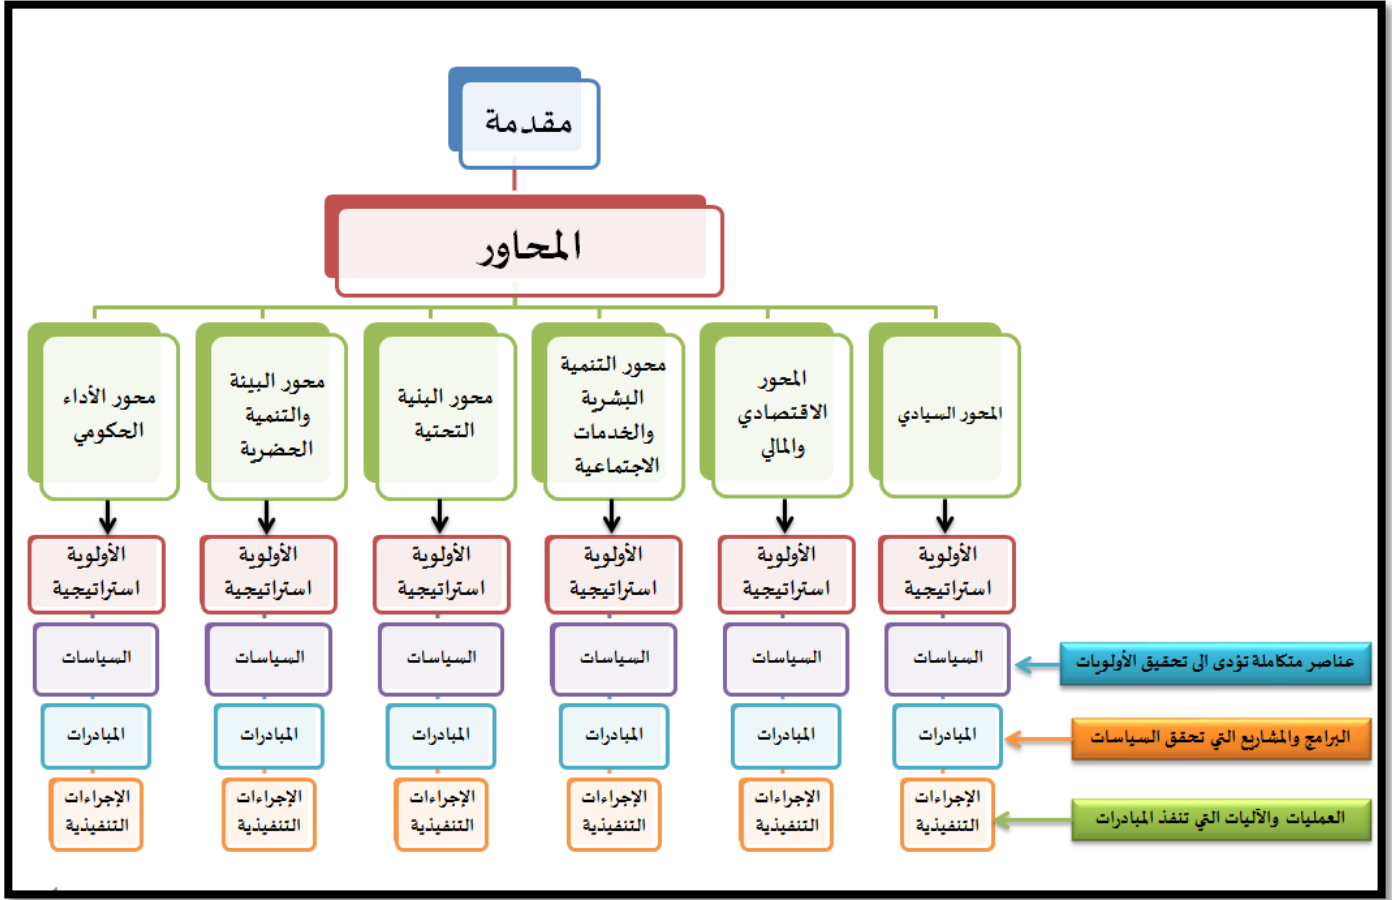 مقدمة
المحاور
المحور السيادي
المحور
الاقتصادي
والمالي
محور التنمية
البشرية
والخدمات
الاجتماعية
محور البنية
التحتية
محور البيئة
والتنمية
الحضرية
محور الأداء
الحكومي
الأولوية
استراتيجية
الأولوية
استراتيجية
الأولوية
استراتيجية
الأولوية
استراتيجية
الأولوية
استراتيجية
الأولوية
استراتيجية
عناصر متكاملة تؤدى الى تحقيق الأولويات
السياسات
السياسات
السياسات
السياسات
السياسات
السياسات
البرامج والمشاريع التي تحقق السياسات
المبادرات
المبادرات
المبادرات
المبادرات
المبادرات
المبادرات
العمليات والآليات التي تنفذ المبادرات
الإجراءات
التنفيذية
الإجراءات
التنفيذية
الإجراءات
التنفيذية
الإجراءات
التنفيذية
الإجراءات
التنفيذية
الإجراءات
التنفيذية